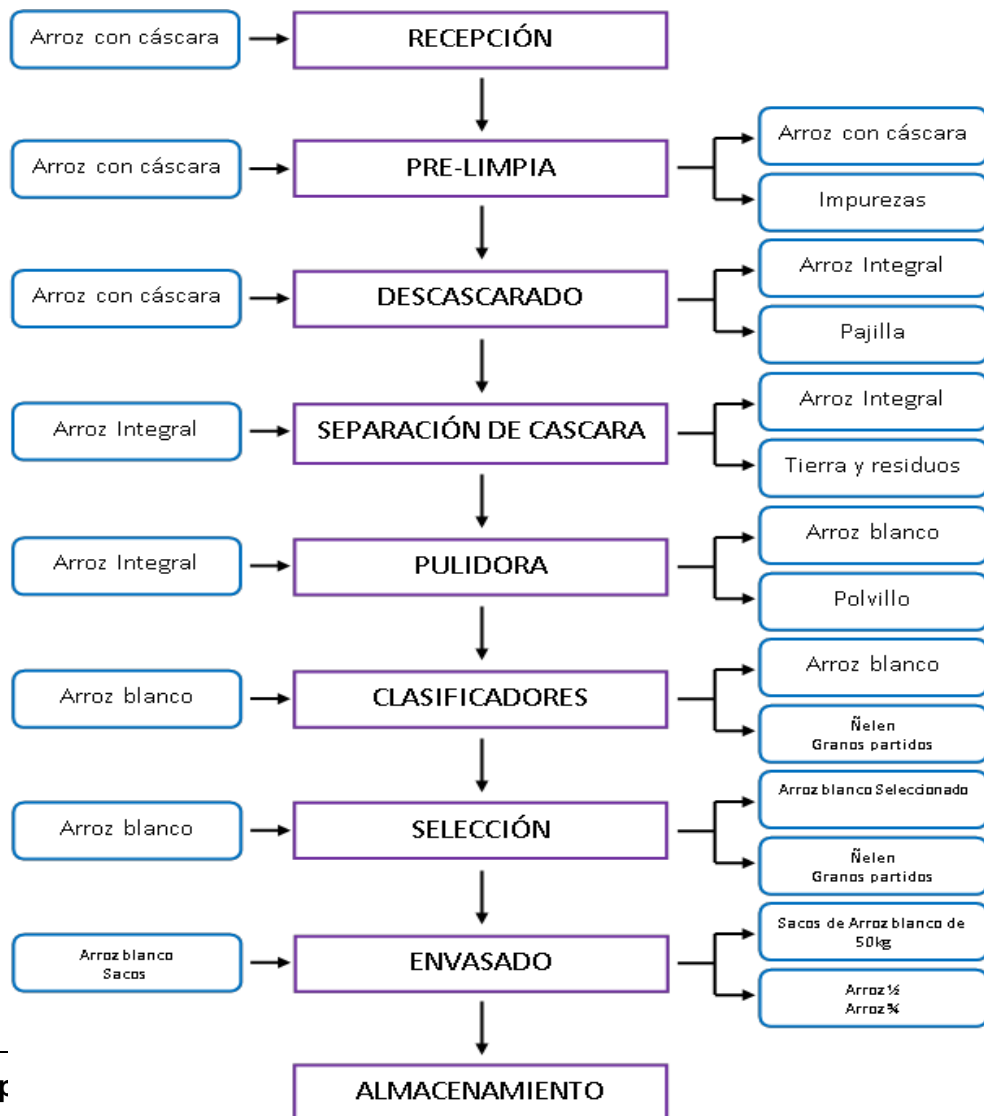 Arroz con cáscara
RECEPCIÓN
Arroz con cáscara
PRE-LIMPIA
Arroz con cáscara
Impurezas
Arroz con cáscara
DESCASCARADO
Arroz Integral
Pajilla
Arroz Integral
SEPARACIÓN DE CASCARA
Arroz Integral
Tierra y residuos
Arroz Integral
PULIDORA
Arroz blanco
Polvillo
Arroz blanco
CLASIFICADORES
Arroz blanco
Ñelen
Granos partidos
Arroz blanco
SELECCIÓN
Arroz blanco Seleccionado
Ñelen
Granos partidos
Arroz blanco
Sacos
ENVASADO
Sacos de Arroz blanco de
50kg
Arroz ½
Arroz ¾
ALMACENAMIENTO